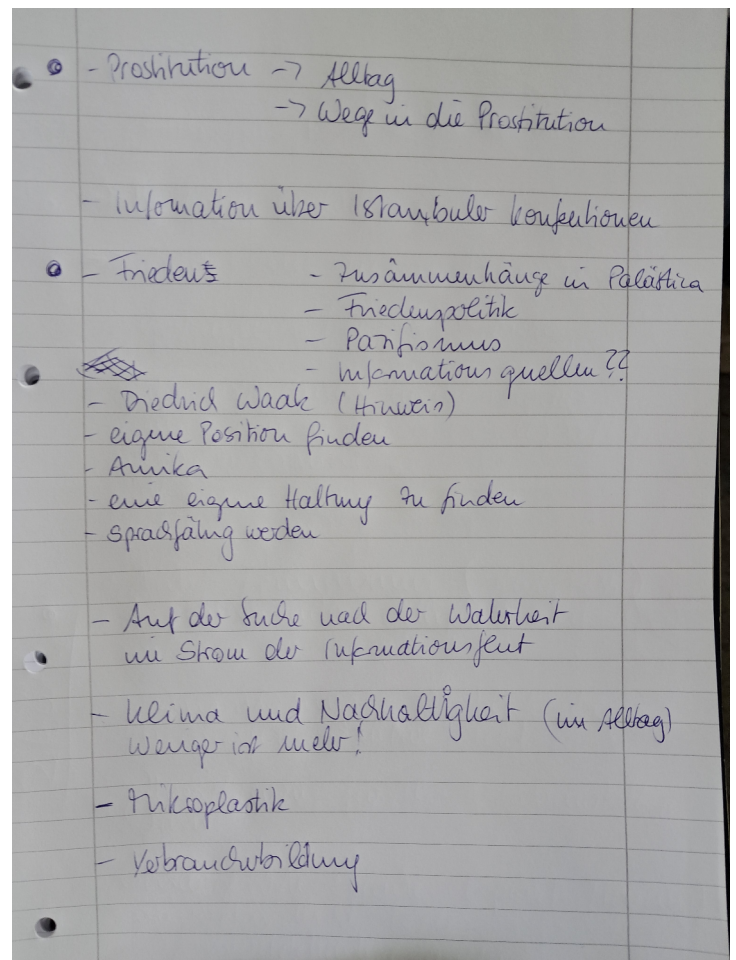 - Prostitution -> Alltag
-> Wege in die Prostitution
- Information über Istanbuler Konfentionen
- Friedens - Zusammenhänge in Palästina
- Friedenspolitik
- Pazifismus
- Informationsquellen ??
- Diedrich Waak (Hinweis)
- eigene Position finden
- Annika
- eine eigene Haltung zu finden
- sprachfähig werden
- Auf der Suche nach der Wahrheit
im Strom der Informationsflut
- Klima und Nachhaltigkeit (im Alltag)
Weniger ist mehr!
- Mikroplastik
- Verbraucherbildung